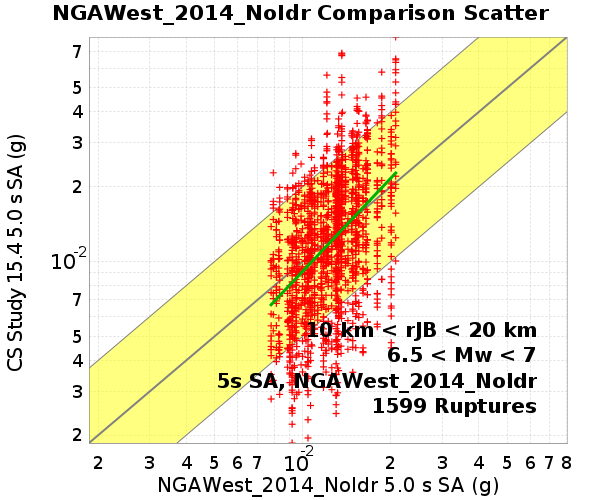 NGAWest_2014_NoIdr Comparison Scatter
CS Study 15.4 5.0 s SA (g)
7
5
4
3
2
10-2
7
5
4
3
2
10 km < rJB < 20 km
6.5 < Mw < 7
5s SA, NGAWest_2014_NoIdr
1599 Ruptures
2 3 4 5 6 7 10-2 2 3 4 5 6 7 8
NGAWest_2014_NoIdr 5.0 s SA (g)